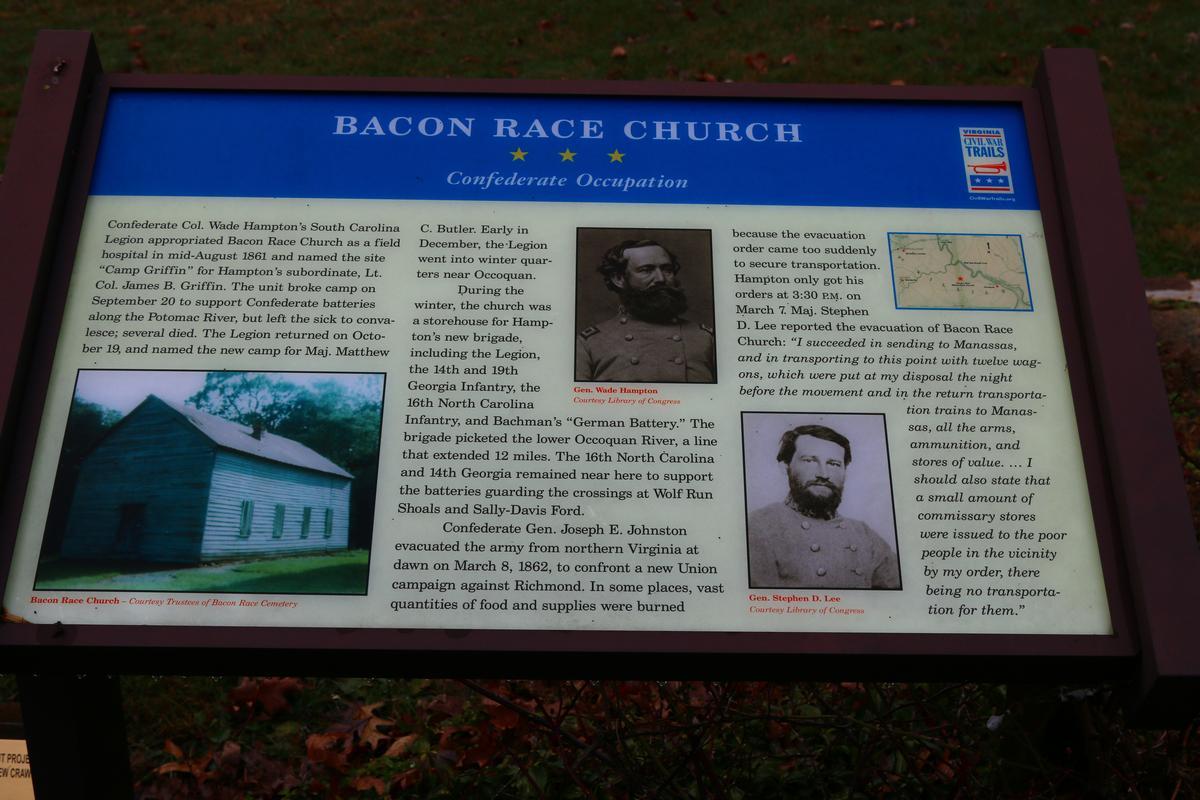 BACON RACE CHURCH
Confederate Occupation
VIRGINIA
CIVIL WAR
TRAILS
CivilWarTrails.org
Confederate Col. Wade Hampton's South Carolina
Legion appropriated Bacon Race Church as a field
hospital in mid-August 1861 and named the site
“Camp Griffin” for Hampton's subordinate, Lt.
Col. James B. Griffin. The unit broke camp on
September 20 to support Confederate batteries
along the Potomac River, but left the sick to conva-
lesce; several died. The Legion returned on Octo-
ber 19, and named the new camp for Maj. Matthew
Bacon Race Church – Courtesy Trustees of Bacon Race Cemetery
C. Butler. Early in
December, the Legion
went into winter quar-
ters near Occoquan.
During the
winter, the church was
a storehouse for Hamp-
ton's new brigade,
including the Legion,
the 14th and 19th
Georgia Infantry, the
16th North Carolina
Infantry, and Bachman's “German Battery.” The
brigade picketed the lower Occoquan River, a line
that extended 12 miles. The 16th North Carolina
and 14th Georgia remained near here to support
the batteries guarding the crossings at Wolf Run
Shoals and Sally-Davis Ford.
Confederate Gen. Joseph E. Johnston
evacuated the army from northern Virginia at
dawn on March 8, 1862, to confront a new Union
campaign against Richmond. In some places, vast
quantities of food and supplies were burned
Gen. Wade Hampton
Courtesy Library of Congress
because the evacuation
order came too suddenly
to secure transportation.
Hampton only got his
orders at 3:30 P.M. on
March 7. Maj. Stephen
D. Lee reported the evacuation of Bacon Race
Church: “I succeeded in sending to Manassas,
and in transporting to this point with twelve wag-
ons, which were put at my disposal the night
before the movement and in the return transporta-
tion trains to Manas-
sas, all the arms,
ammunition, and
stores of value. … I
should also state that
a small amount of
commissary stores
were issued to the poor
people in the vicinity
by my order, there
being no transporta-
tion for them.”
Gen. Stephen D. Lee
Courtesy Library of Congress